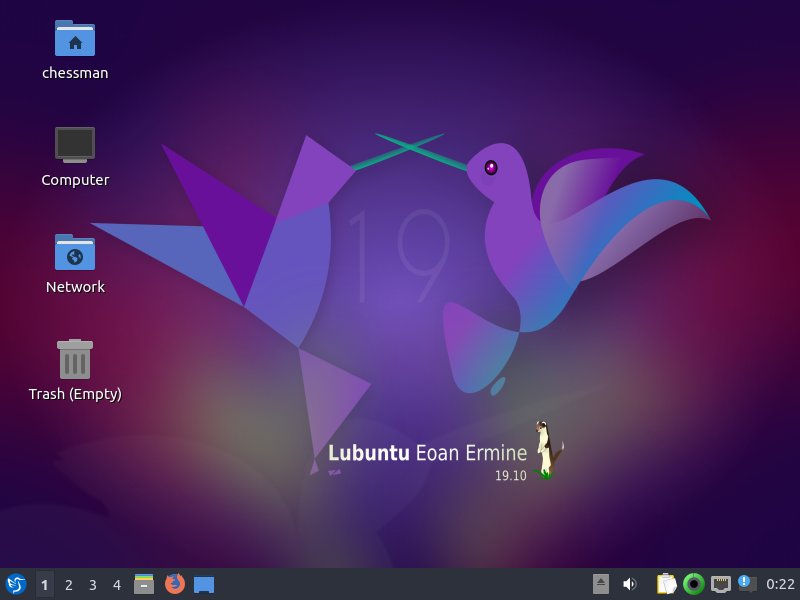 chessman
Computer
Network
Trash (Empty)
19
Lubuntu Eoan Ermine
19.10
1 2 3 4
0:22